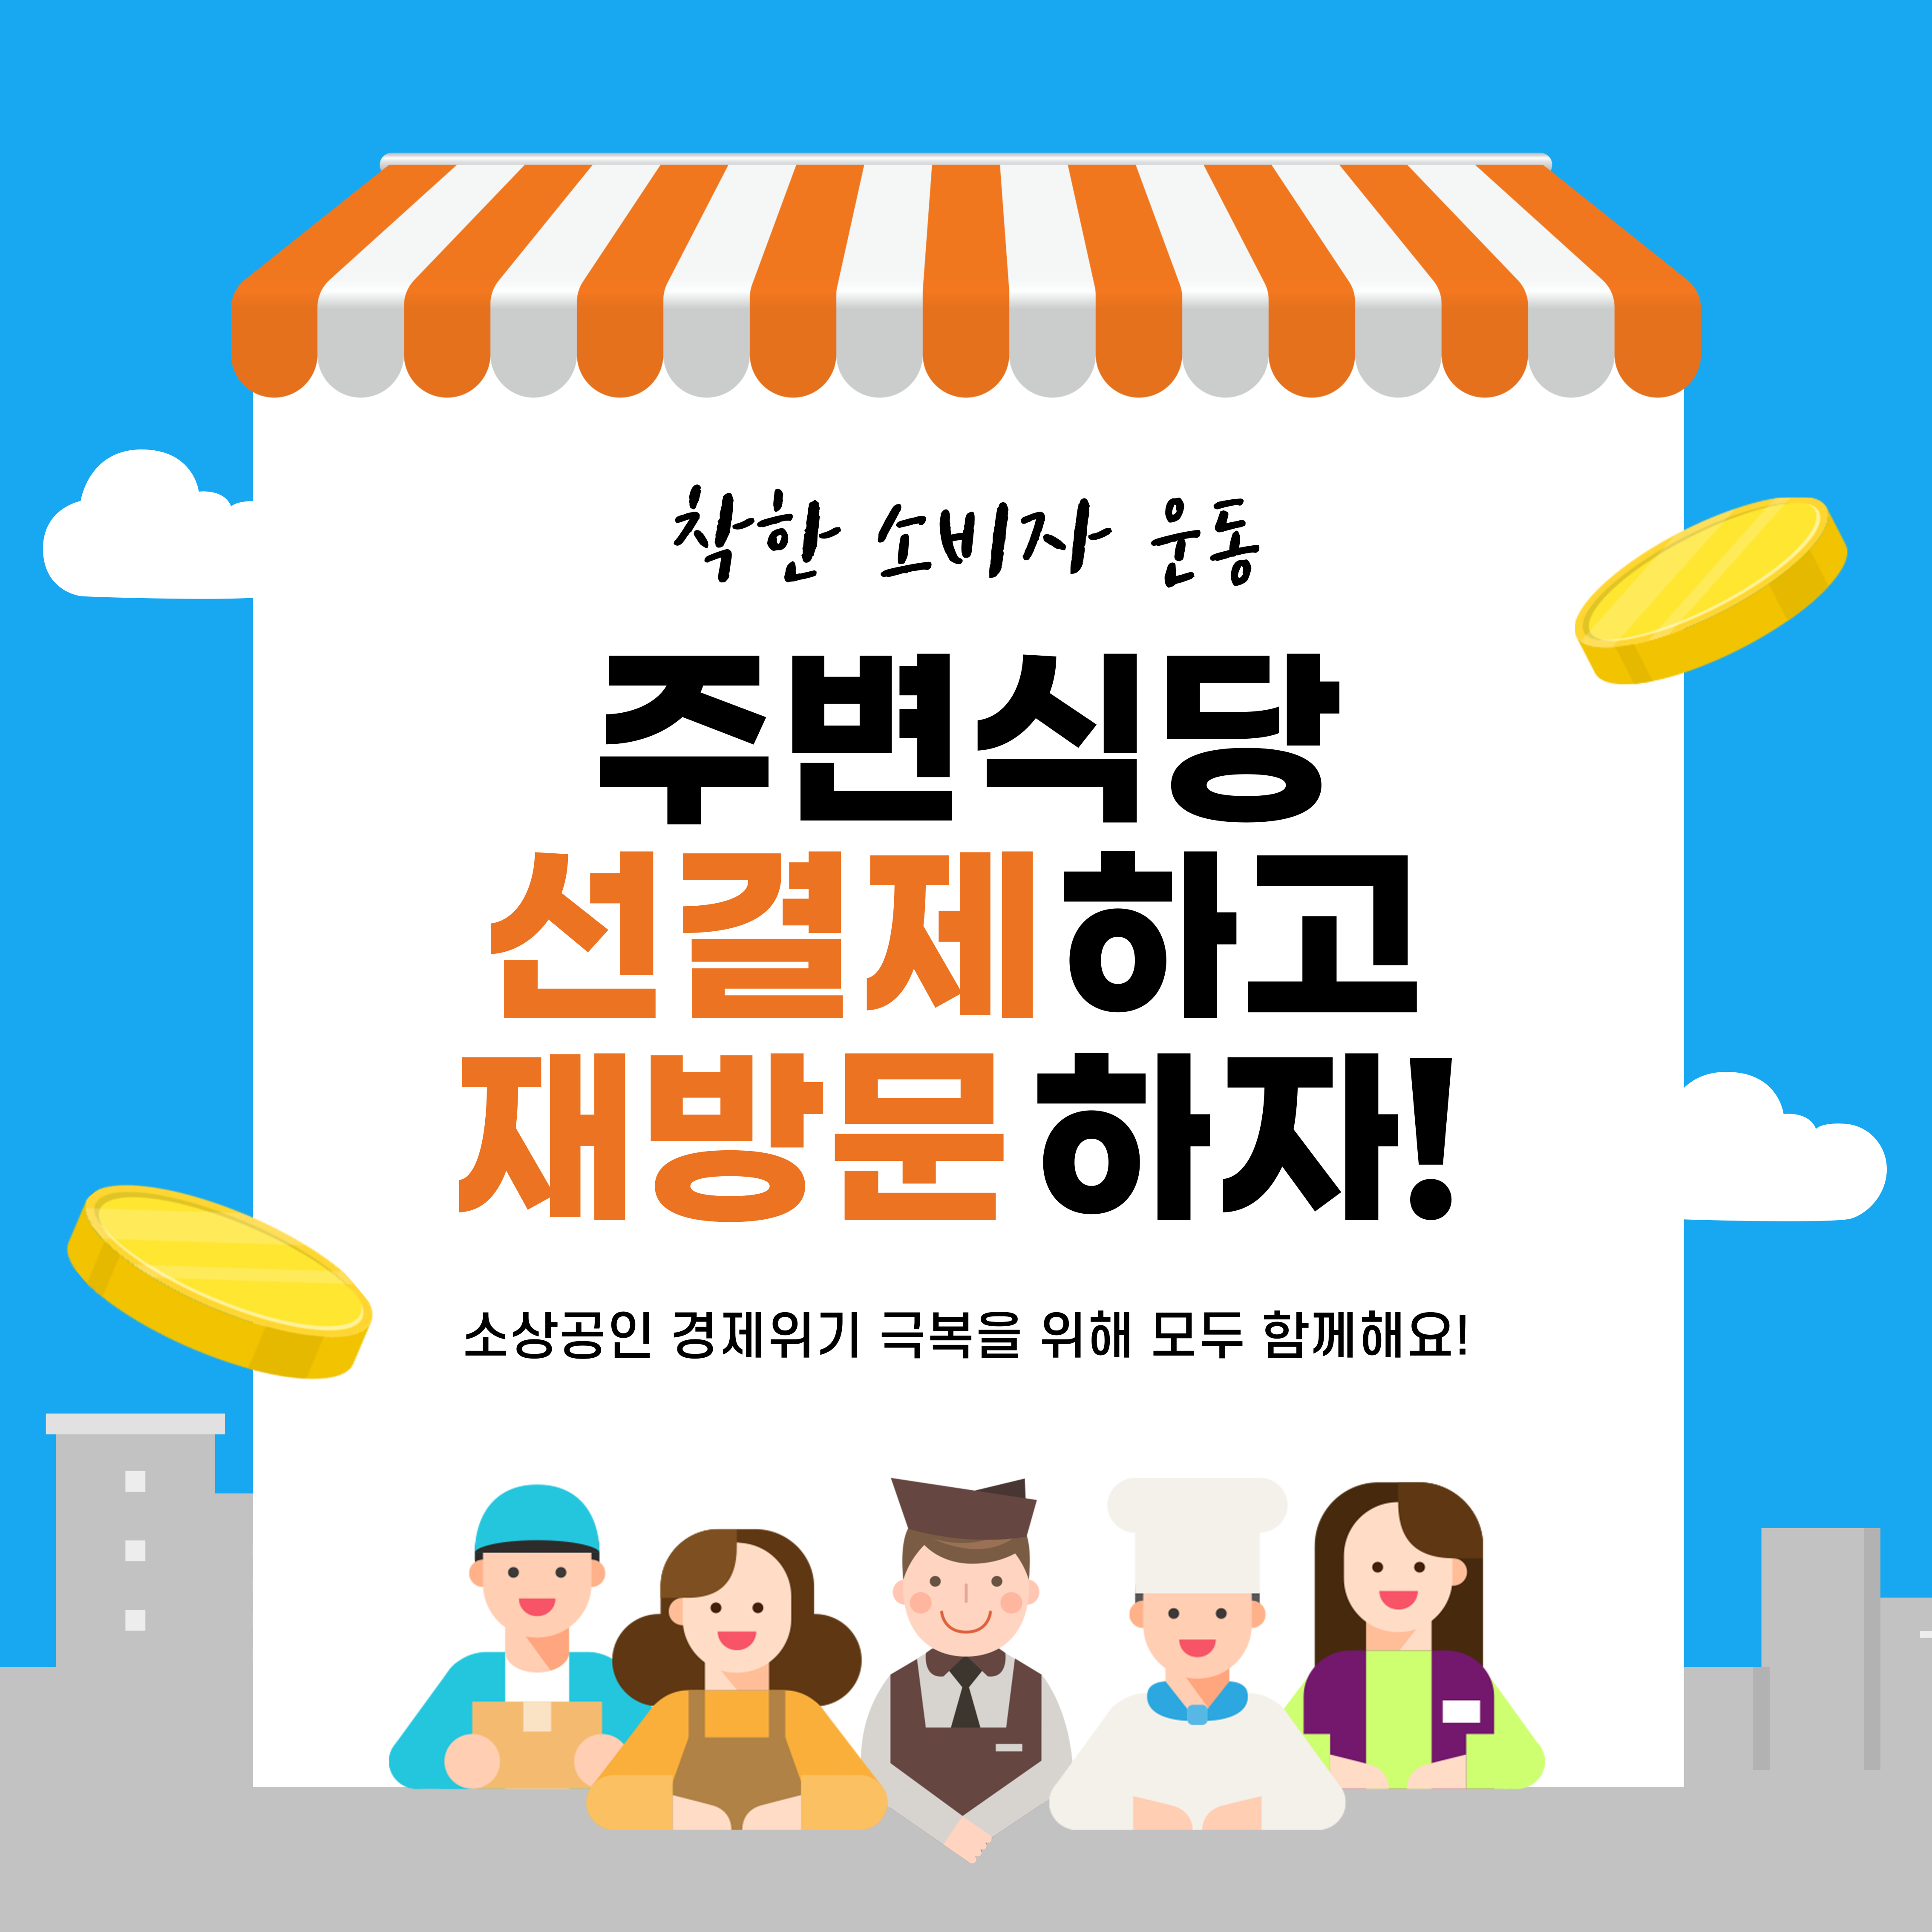 착한 소비자 운동
주변식당
선결제하고
재방문하자!
소상공인 경제위기 극복을 위해 모두 함께해요!